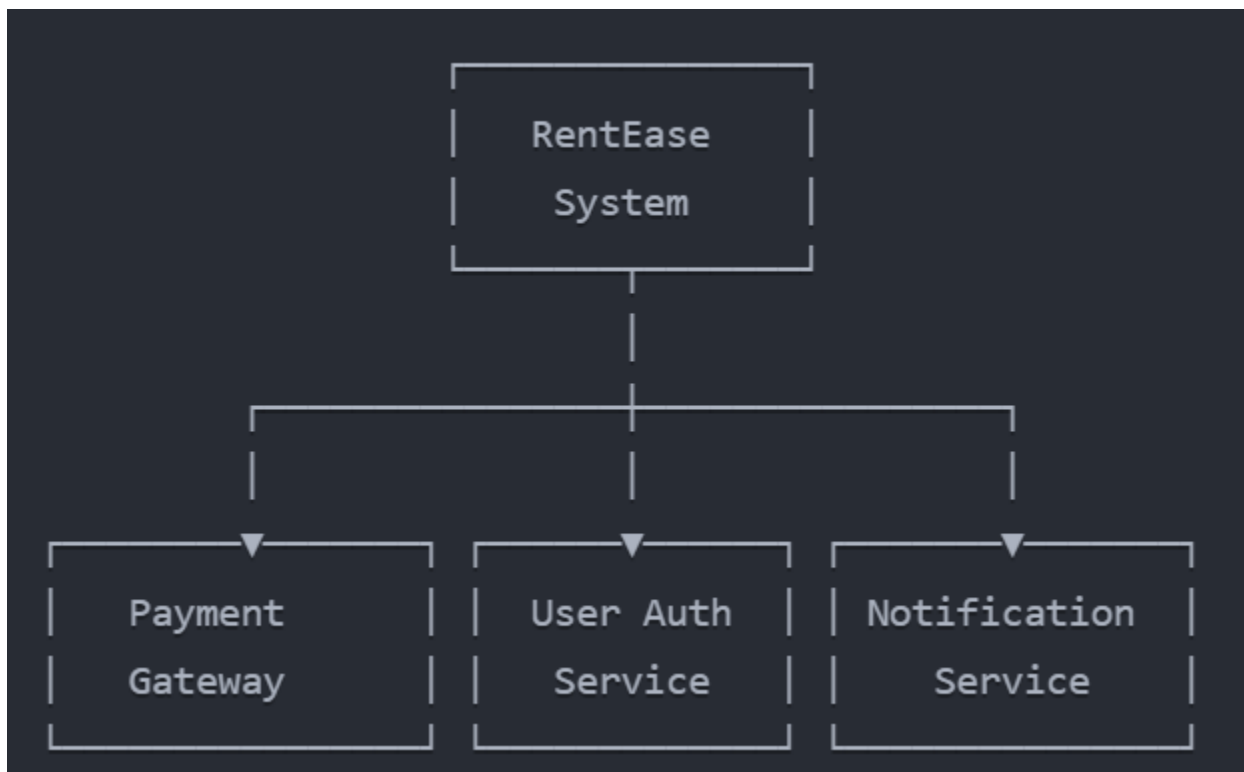 RentEase
System
Payment
Gateway
User Auth
Service
Notification
Service